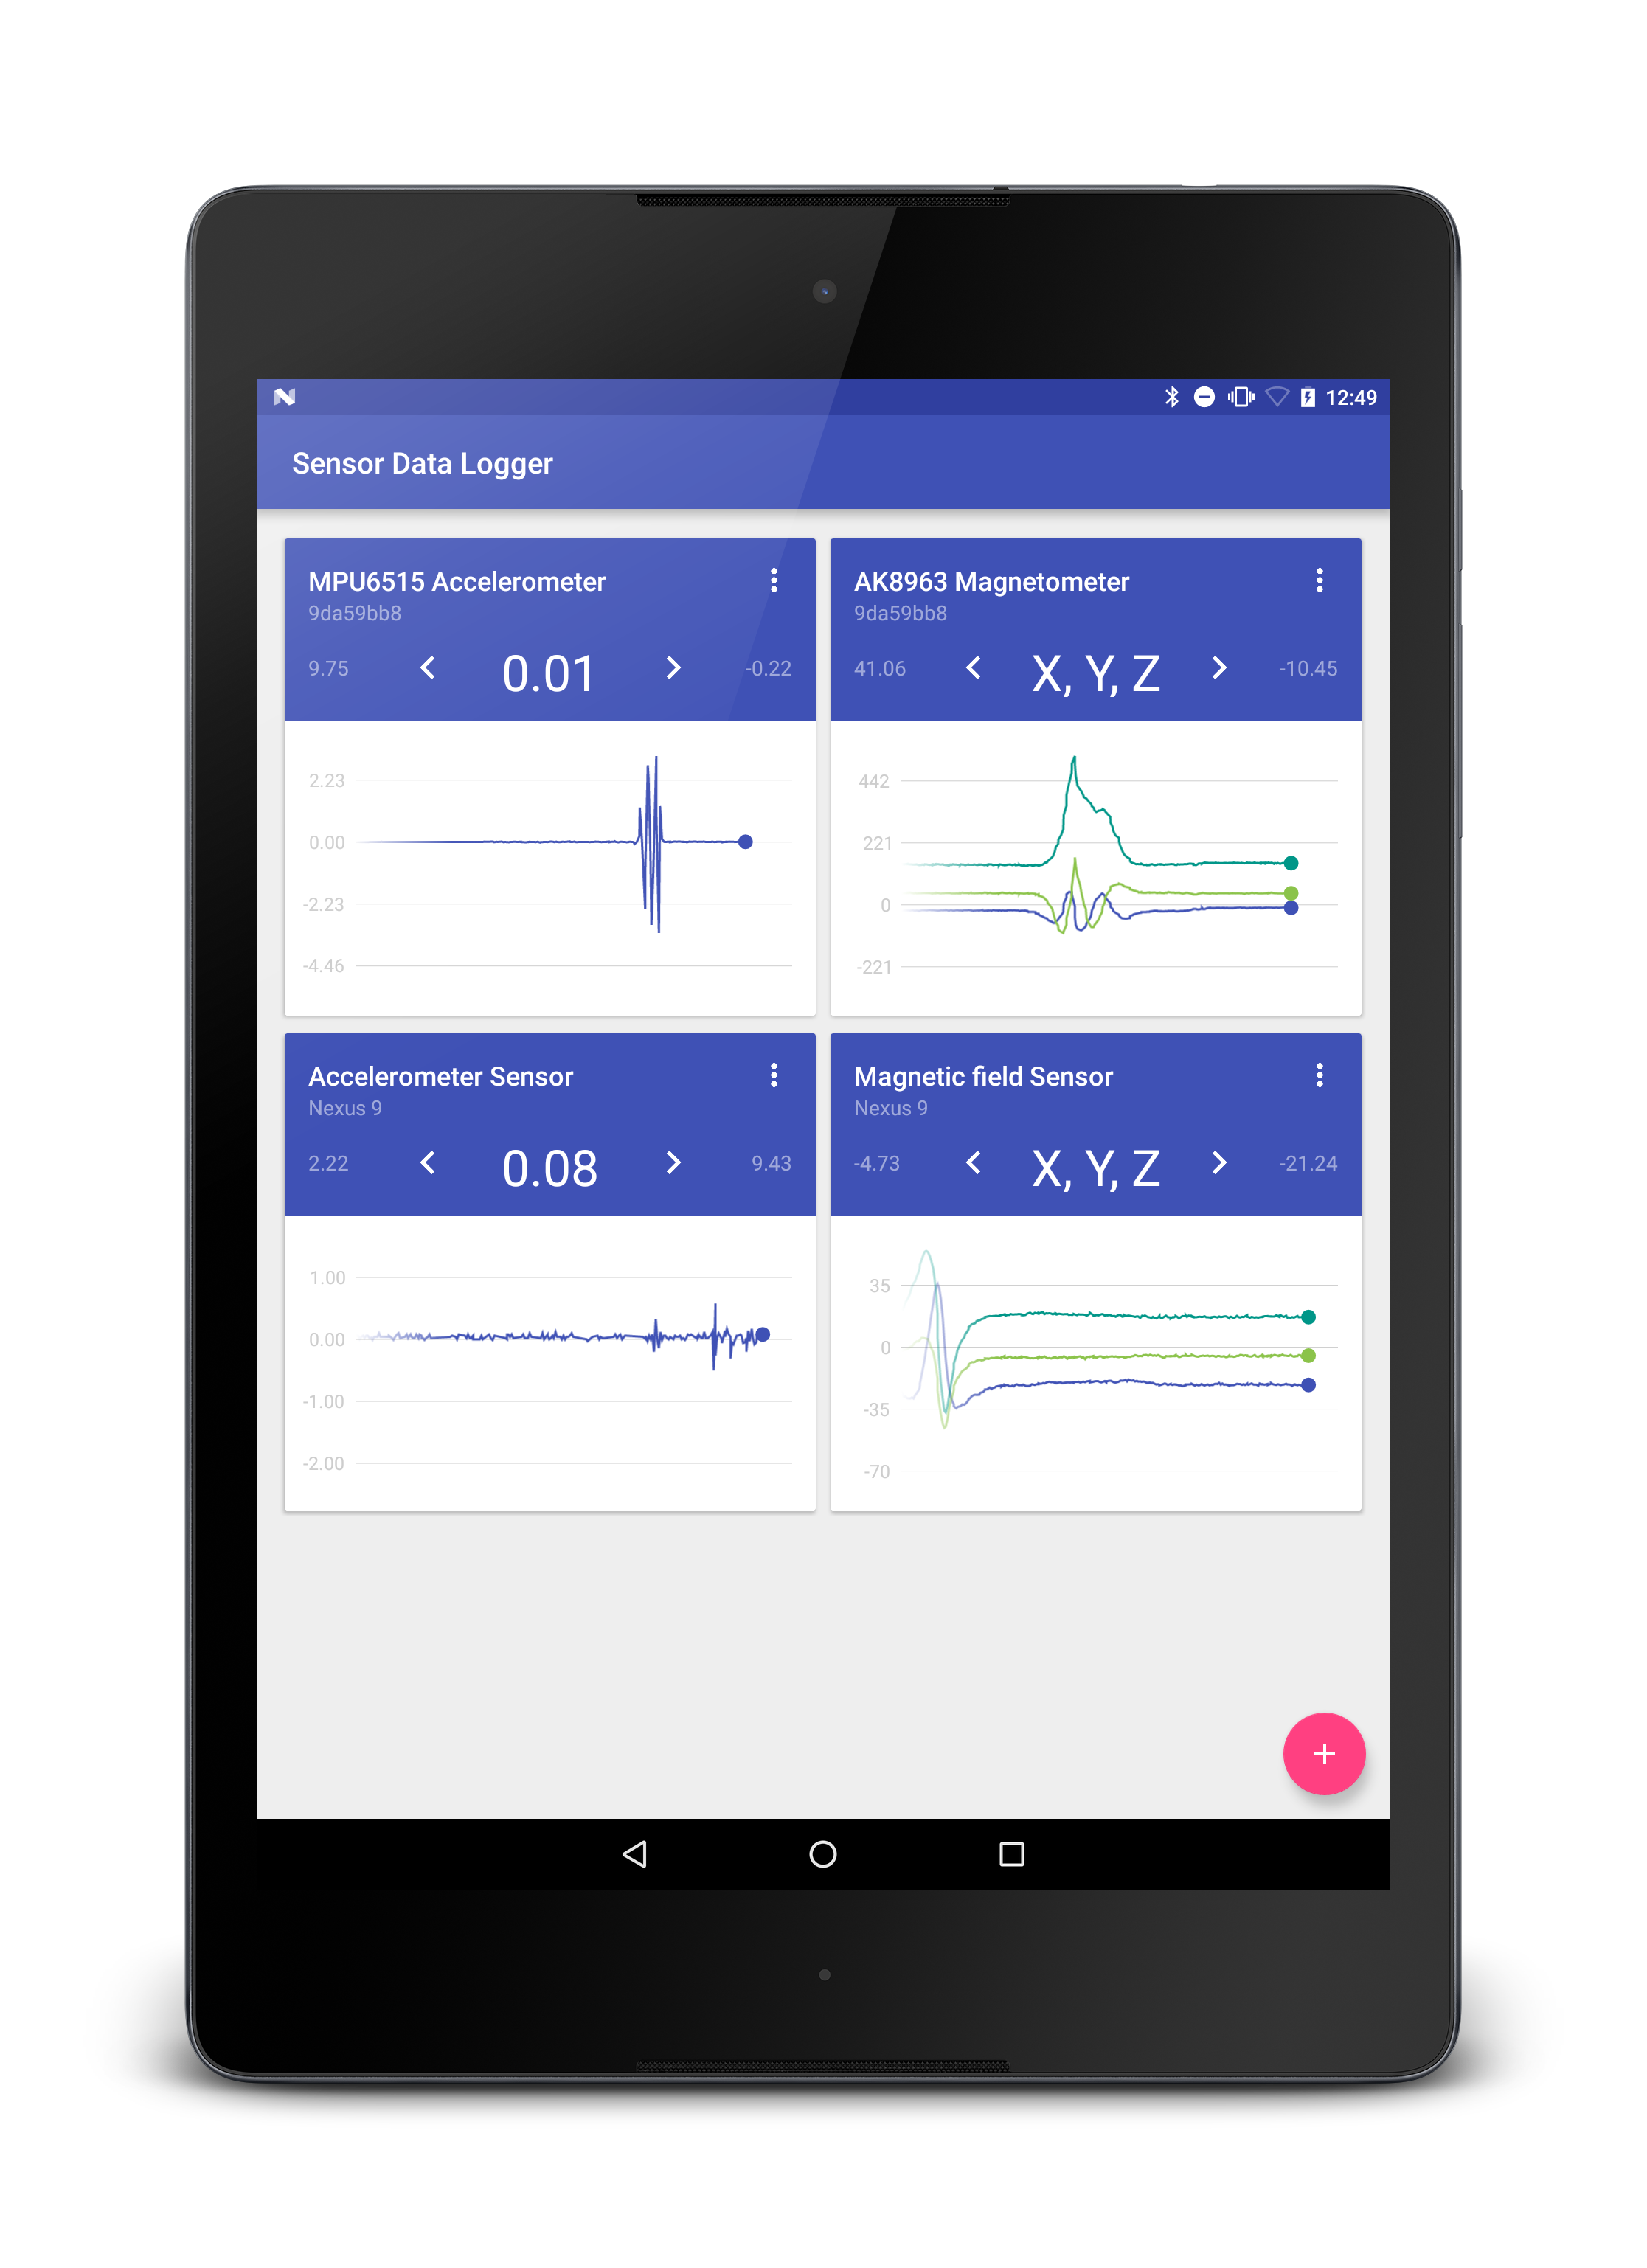 12:49
Sensor Data Logger
MPU6515 Accelerometer
9da59bb8
9.75 0.01 -0.22
2.23
0.00
-2.23
-4.46
AK8963 Magnetometer
9da59bb8
41.06 X, Y, Z -10.45
442
221
0
-221
Accelerometer Sensor
Nexus 9
2.22 0.08 9.43
1.00
0.00
-1.00
-2.00
Magnetic field Sensor
Nexus 9
-4.73 X, Y, Z -21.24
35
0
-35
-70